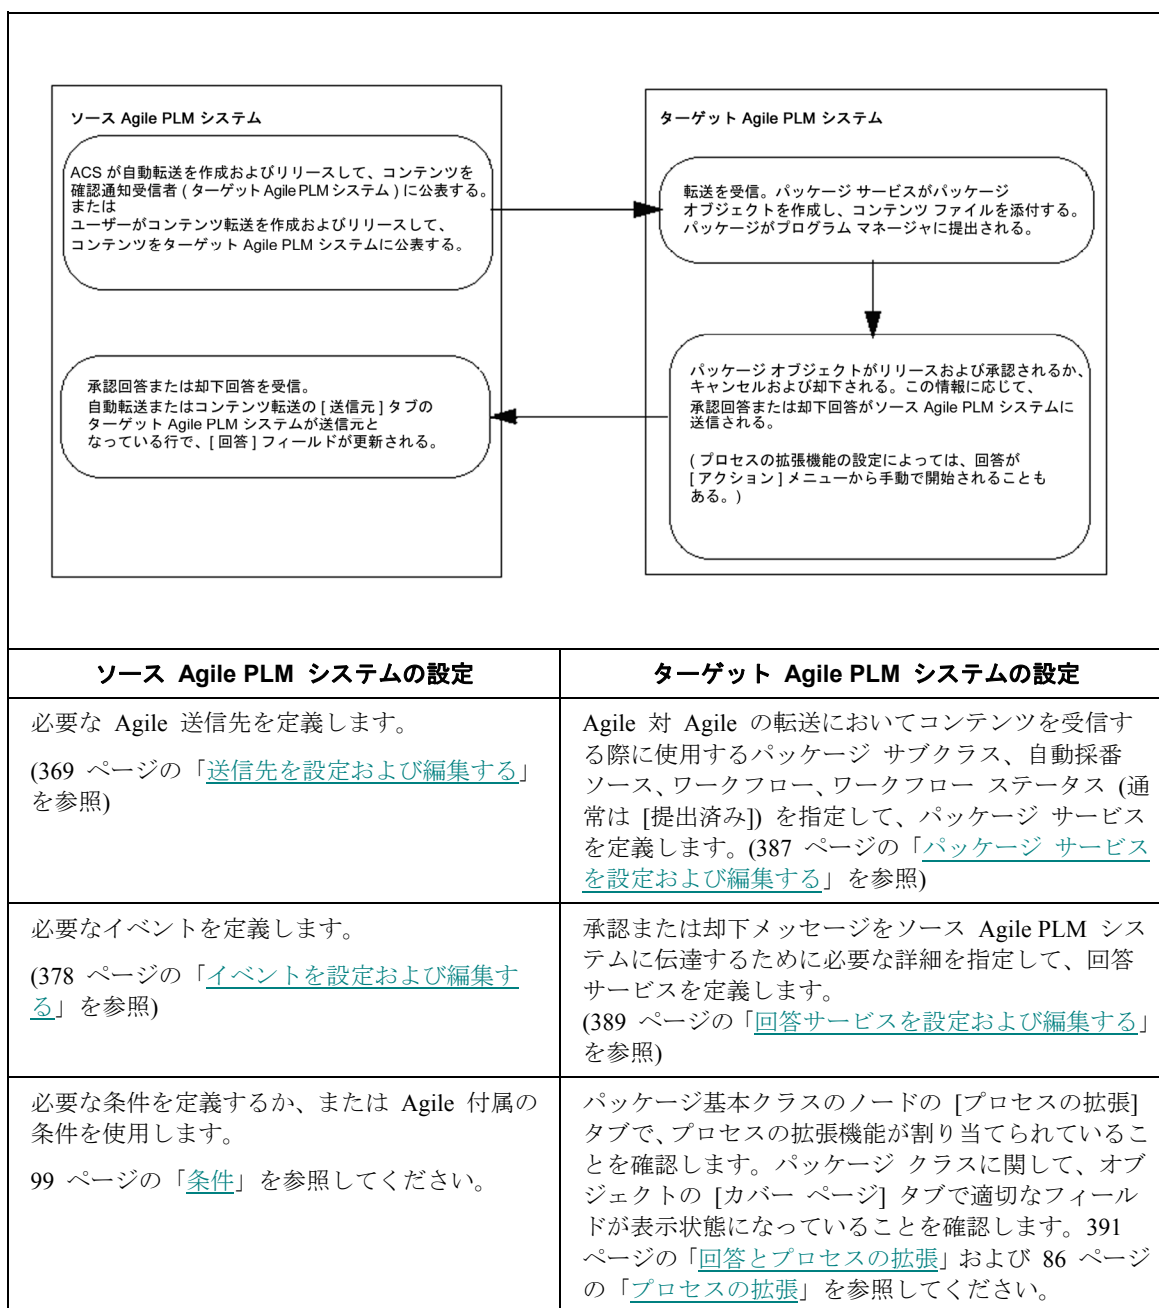 ソース Agile PLM システム
ACS が自動転送を作成およびリリースして、コンテンツを
確認通知受信者 ( ターゲット Agile PLM システム ) に公表する。
または
ユーザーがコンテンツ転送を作成およびリリースして、
コンテンツをターゲット Agile PLM システムに公表する。
ターゲット Agile PLM システム
転送を受信。パッケージ サービスがパッケージ
オブジェクトを作成し、コンテンツ ファイルを添付する。
パッケージがプログラム マネージャに提出される。
パッケージ オブジェクトがリリースおよび承認されるか、
キャンセルおよび却下される。この情報に応じて、
承認回答または却下回答がソース Agile PLM システムに
送信される。
( プロセスの拡張機能の設定によっては、回答が
[ アクション ] メニューから手動で開始されることも
ある。)
承認回答または却下回答を受信。
自動転送またはコンテンツ転送の [ 送信元 ] タブの
ターゲット Agile PLM システムが送信元と
なっている行で、[ 回答 ] フィールドが更新される。
ソース Agile PLM システムの設定
ターゲット Agile PLM システムの設定
必要な Agile 送信先を定義します。
(369 ページの「送信先を設定および編集する」
を参照)
Agile 対 Agile の転送においてコンテンツを受信す
る際に使用するパッケージ サブクラス、自動採番
ソース、ワークフロー、ワークフロー ステータス (通
常は [提出済み]) を指定して、パッケージ サービス
を定義します。(387 ページの「パッケージ サービス
を設定および編集する」を参照)
必要なイベントを定義します。
(378 ページの「イベントを設定および編集す
る」を参照)
承認または却下メッセージをソース Agile PLM シス
テムに伝達するために必要な詳細を指定して、回答
サービスを定義します。
(389 ページの「回答サービスを設定および編集する」
を参照)
必要な条件を定義するか、または Agile 付属の
条件を使用します。
99 ページの「条件」を参照してください。
パッケージ基本クラスのノードの [プロセスの拡張]
タブで、プロセスの拡張機能が割り当てられているこ
とを確認します。パッケージ クラスに関して、オブ
ジェクトの [カバー ページ] タブで適切なフィール
ドが表示状態になっていることを確認します。391
ページの「回答とプロセスの拡張」および 86 ページ
の「プロセスの拡張」を参照してください。